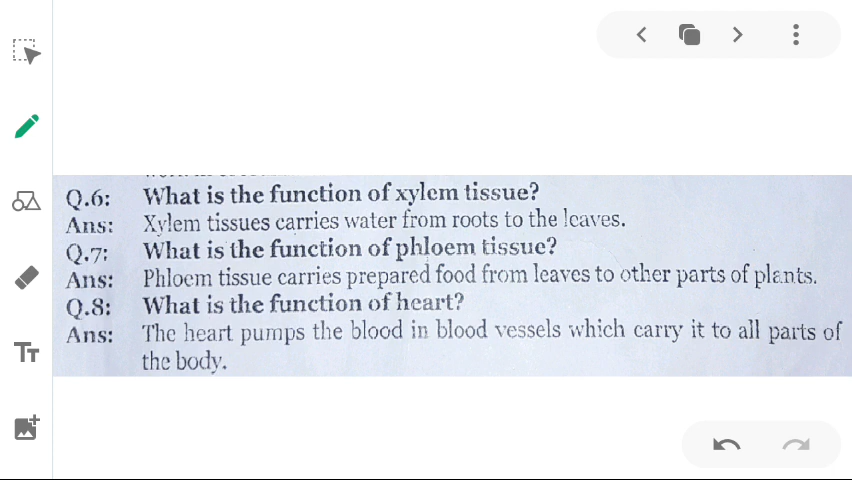 Q.6: What is the function of xylem tissue?
Ans: Xylem tissues carries water from roots to the leaves.
Q.7: What is the function of phloem tissue?
Ans: Phloem tissue carries prepared food from leaves to other parts of plants.
Q.8: What is the function of heart?
Ans: The heart pumps the blood in blood vessels which carry it to all parts of
the body.